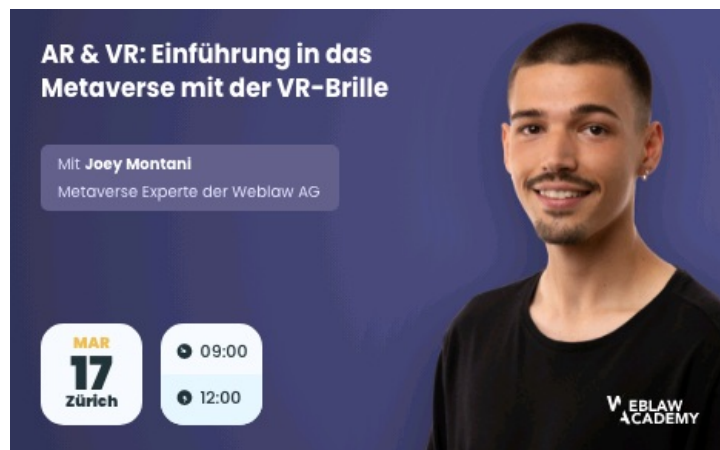 AR & VR: Einführung in das
Metaverse mit der VR-Brille
Mit Joey Montani
Metaverse Experte der Weblaw AG
MAR
17
Zürich
09:00
12:00
WEBLAW
ACADEMY